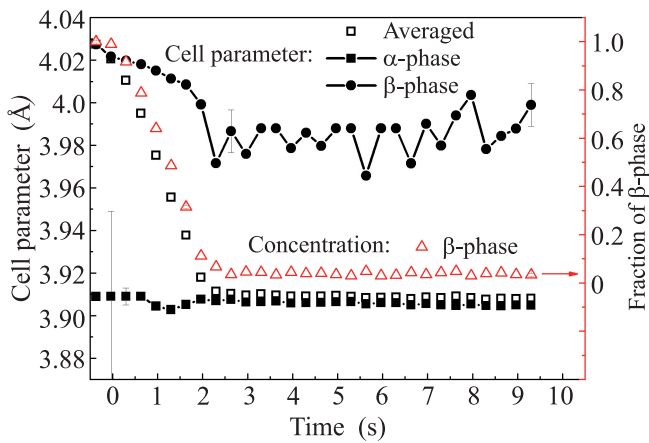 4.04
4.02
4.00
3.98
3.96
3.94
3.92
3.90
3.88
Cell parameter (Å)
Averaged
Cell parameter: α-phase
β-phase
Concentration: β-phase
1.0
0.8
0.6
0.4
0.2
0.0
0
Fraction of β-phase
0 1 2 3 4 5 6 7 8 9 10
Time (s)